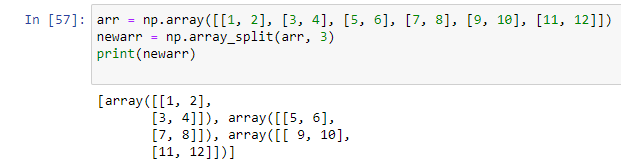 In [57]: arr = np.array([[1, 2], [3, 4], [5, 6], [7, 8], [9, 10], [11, 12]])
newarr = np.array_split(arr, 3)
print(newarr)
[array([[1, 2],
       [3, 4]]), array([[5, 6],
       [7, 8]]), array([[ 9, 10],
       [11, 12]])]